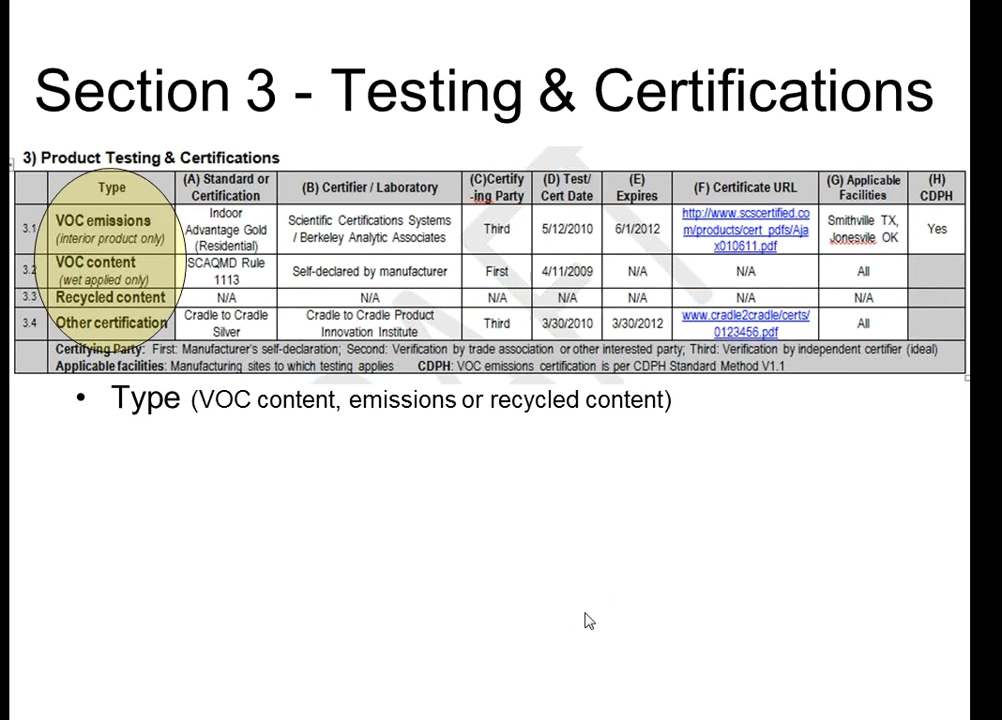 Section 3 - Testing & Certifications
3) Product Testing & Certifications
Type (A) Standard or Certification (B) Certifier / Laboratory (C)Certify-ing Party (D) Test/ Cert Date (E) Expires (F) Certificate URL (G) Applicable Facilities (H) CDPH
3.1 VOC emissions (interior product only) Indoor Advantage Gold (Residential) Scientific Certifications Systems / Berkeley Analytic Associates Third 5/12/2010 6/1/2012 http://www.scscertified.com/products/cert_pdfs/Ajax010611.pdf Smithville TX, Jonesvile, OK Yes
3.2 VOC content (wet applied only) SCAQMD Rule 1113 Self-declared by manufacturer First 4/11/2009 N/A N/A All
3.3 Recycled content N/A N/A N/A N/A N/A N/A N/A
3.4 Other certification Cradle to Cradle Silver Cradle to Cradle Product Innovation Institute Third 3/30/2010 3/30/2012 www.cradle2cradle/certs/0123456.pdf All
Certifying Party: First: Manufacturer's self-declaration; Second: Verification by trade association or other interested party; Third: Verification by independent certifier (ideal)
Applicable facilities: Manufacturing sites to which testing applies CDPH: VOC emissions certification is per CDPH Standard Method V1.1
• Type (VOC content, emissions or recycled content)